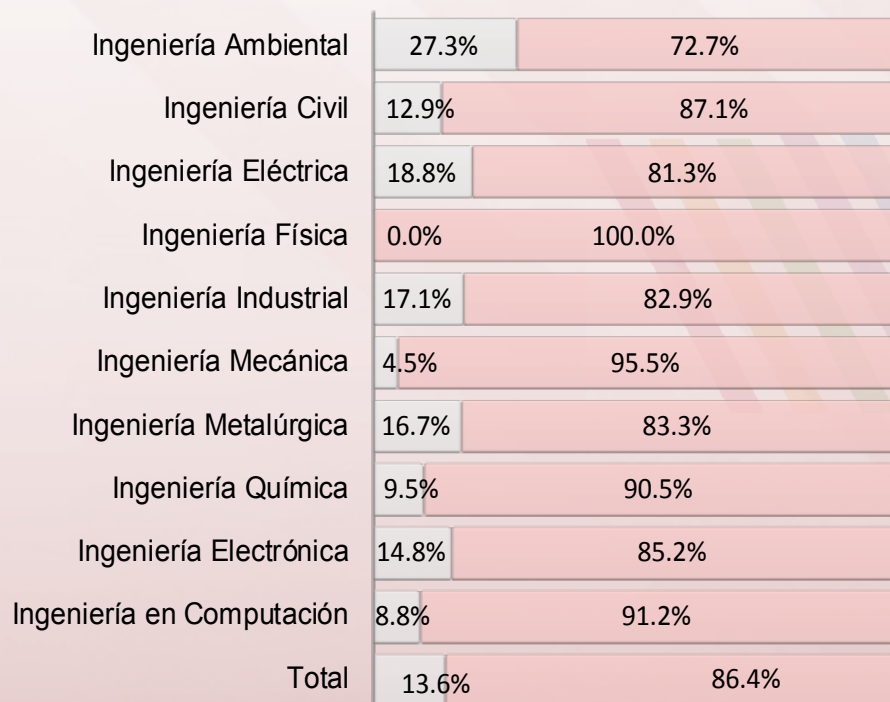 Ingeniería Ambiental 27.3% 72.7%
Ingeniería Civil 12.9% 87.1%
Ingeniería Eléctrica 18.8% 81.3%
Ingeniería Física 0.0% 100.0%
Ingeniería Industrial 17.1% 82.9%
Ingeniería Mecánica 4.5% 95.5%
Ingeniería Metalúrgica 16.7% 83.3%
Ingeniería Química 9.5% 90.5%
Ingeniería Electrónica 14.8% 85.2%
Ingeniería en Computación 8.8% 91.2%
Total 13.6% 86.4%